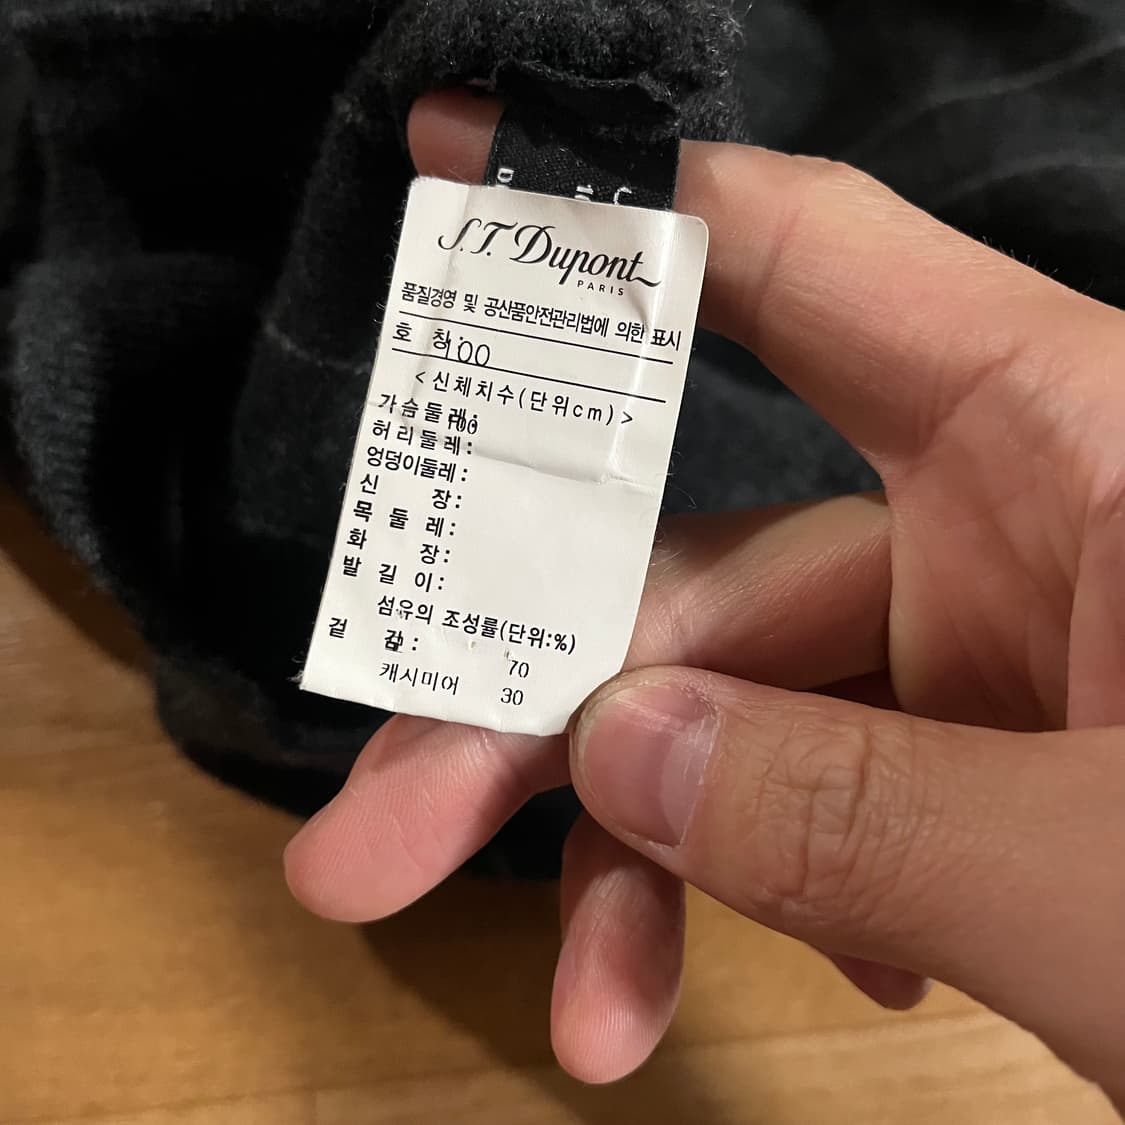 S.T. Dupont
PARIS
품질경영 및 공산품안전관리법에 의한 표시
호 칭: 100
<신체치수(단위cm)>
가슴둘레: 100
허리둘레:
엉덩이둘레:
신 장:
목 둘 레:
화 장:
발 길 이:
섬유의 조성률(단위:%)
겉 감: 70
캐시미어 30